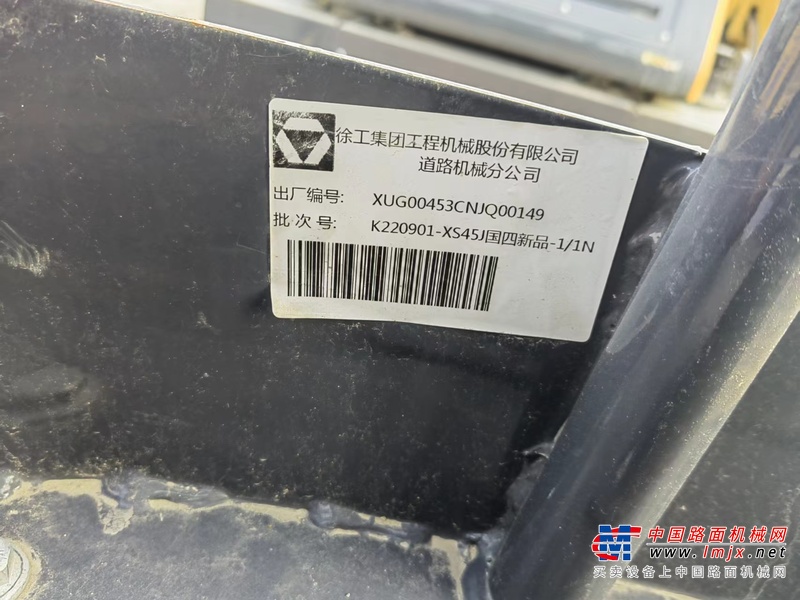 徐工集团工程机械股份有限公司
道路机械分公司
出厂编号: XUG00453CNJQ00149
批次号: K220901-XS45J国四新品-1/1N
中国路面机械网
www.lmjx.net
买卖设备上中国路面机械网